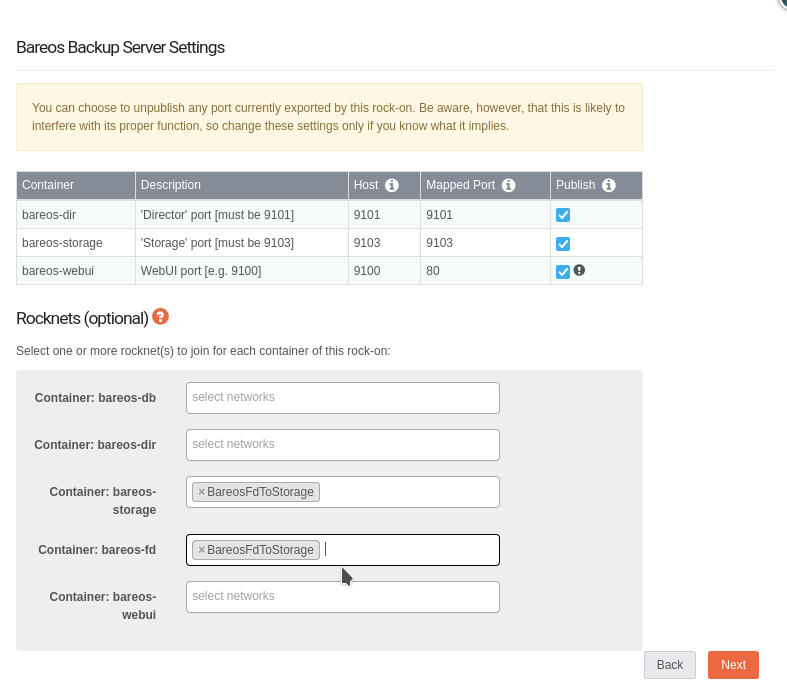 Bareos Backup Server Settings
You can choose to unpublish any port currently exported by this rock-on. Be aware, however, that this is likely to
interfere with its proper function, so change these settings only if you know what it implies.
Container Description Host Mapped Port Publish
bareos-dir 'Director' port [must be 9101] 9101 9101
bareos-storage 'Storage' port [must be 9103] 9103 9103
bareos-webui WebUI port [e.g. 9100] 9100 80
Rocknets (optional)
Select one or more rocknet(s) to join for each container of this rock-on:
Container: bareos-db select networks
Container: bareos-dir select networks
Container: bareos- ×BareosFdToStorage
storage
Container: bareos-fd ×BareosFdToStorage
Container: bareos- select networks
webui
Back Next